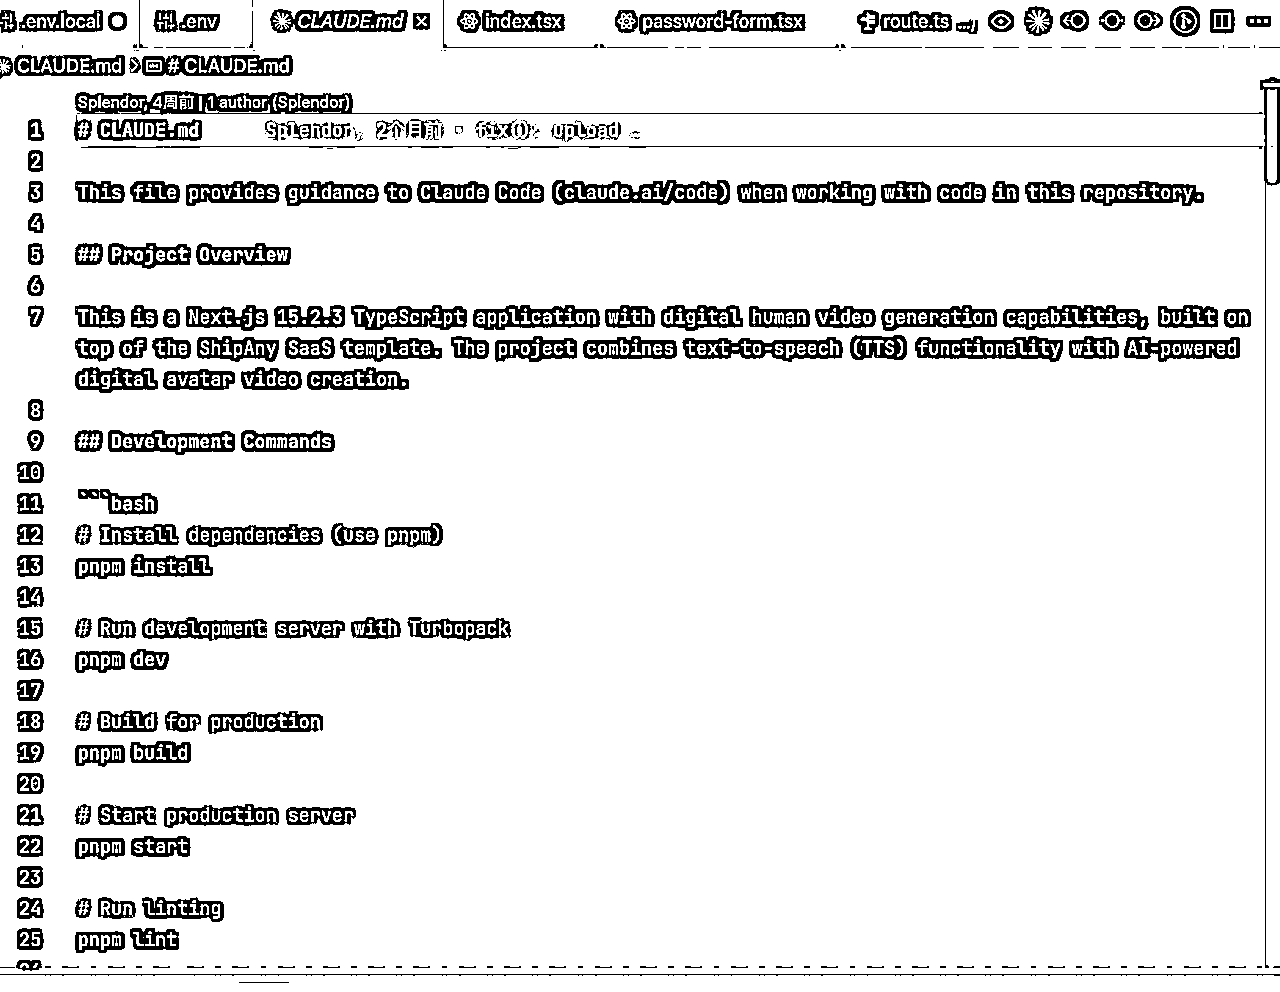 .env.local .env CLAUDE.md index.tsx password-form.tsx route.ts
CLAUDE.md > # CLAUDE.md
Splendor, 4周前 | 1 author (Splendor)
1 # CLAUDE.md Splendor, 2个月前 • fix(): upload …
2
3 This file provides guidance to Claude Code (claude.ai/code) when working with code in this repository.
4
5 ## Project Overview
6
7 This is a Next.js 15.2.3 TypeScript application with digital human video generation capabilities, built on
top of the ShipAny SaaS template. The project combines text-to-speech (TTS) functionality with AI-powered
digital avatar video creation.
8
9 ## Development Commands
10
11 ```bash
12 # Install dependencies (use pnpm)
13 pnpm install
14
15 # Run development server with Turbopack
16 pnpm dev
17
18 # Build for production
19 pnpm build
20
21 # Start production server
22 pnpm start
23
24 # Run linting
25 pnpm lint